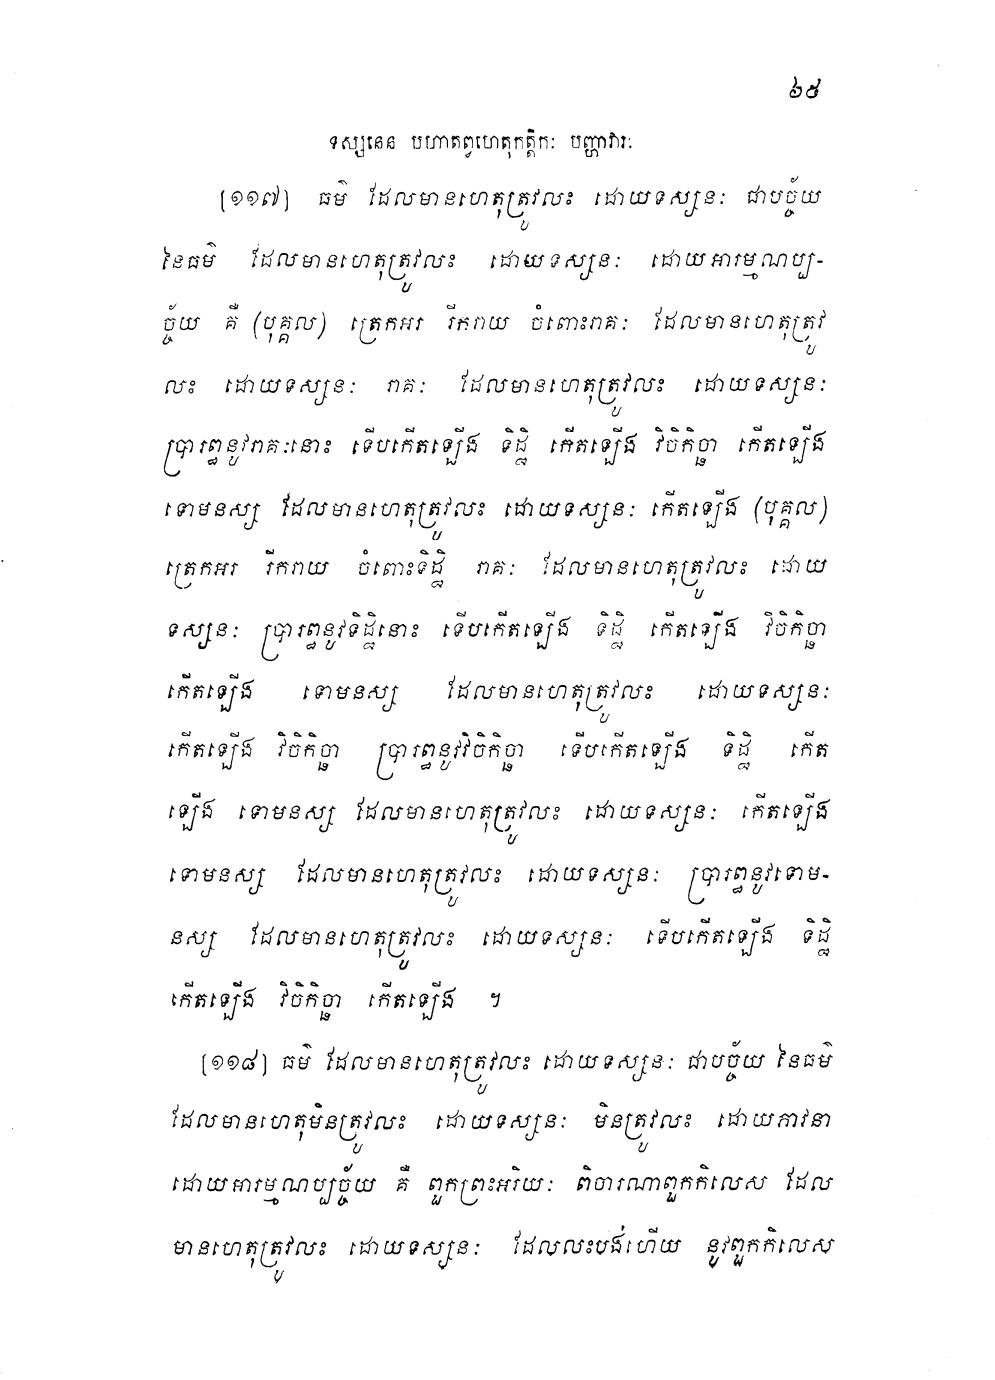 ៦៥
ទស្សនេន បហាតព្វហេតុកត្តិកៈ បញ្ហាវារៈ
[១១៧] ធម៌ ដែលមានហេតុត្រូវលះ ដោយទស្សនៈ ជាបច្ច័យ
នៃធម៌ ដែលមានហេតុត្រូវលះ ដោយទស្សនៈ ដោយអារម្មណប្ប-
ច្ច័យ គឺ (បុគ្គល) ត្រេកអរ រីករាយ ចំពោះរាគៈ ដែលមានហេតុត្រូវ
លះ ដោយទស្សនៈ រាគៈ ដែលមានហេតុត្រូវលះ ដោយទស្សនៈ
ប្រារព្ធនូវរាគៈនោះ ទើបកើតឡើង ទិដ្ឋិ កើតឡើង វិចិកិច្ឆា កើតឡើង
ទោមនស្ស ដែលមានហេតុត្រូវលះ ដោយទស្សនៈ កើតឡើង (បុគ្គល)
ត្រេកអរ រីករាយ ចំពោះទិដ្ឋិ រាគៈ ដែលមានហេតុត្រូវលះ ដោយ
ទស្សនៈ ប្រារព្ធនូវទិដ្ឋិនោះ ទើបកើតឡើង ទិដ្ឋិ កើតឡើង វិចិកិច្ឆា
កើតឡើង ទោមនស្ស ដែលមានហេតុត្រូវលះ ដោយទស្សនៈ
កើតឡើង វិចិកិច្ឆា ប្រារព្ធនូវវិចិកិច្ឆា ទើបកើតឡើង ទិដ្ឋិ កើត
ឡើង ទោមនស្ស ដែលមានហេតុត្រូវលះ ដោយទស្សនៈ កើតឡើង
ទោមនស្ស ដែលមានហេតុត្រូវលះ ដោយទស្សនៈ ប្រារព្ធនូវទោម-
នស្ស ដែលមានហេតុត្រូវលះ ដោយទស្សនៈ ទើបកើតឡើង ទិដ្ឋិ
កើតឡើង វិចិកិច្ឆា កើតឡើង ។
[១១៨] ធម៌ ដែលមានហេតុត្រូវលះ ដោយទស្សនៈ ជាបច្ច័យ នៃធម៌
ដែលមានហេតុមិនត្រូវលះ ដោយទស្សនៈ មិនត្រូវលះ ដោយភាវនា
ដោយអារម្មណប្បច្ច័យ គឺ ពួកព្រះអរិយៈ ពិចារណាពួកកិលេស ដែល
មានហេតុត្រូវលះ ដោយទស្សនៈ ដែលលះបង់ហើយ នូវពួកកិលេស